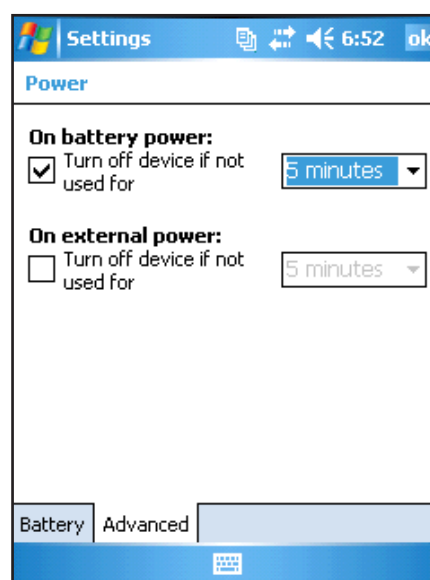 Settings 6:52 ok
Power
On battery power:
Turn off device if not
used for
5 minutes
On external power:
Turn off device if not
used for
5 minutes
Battery Advanced